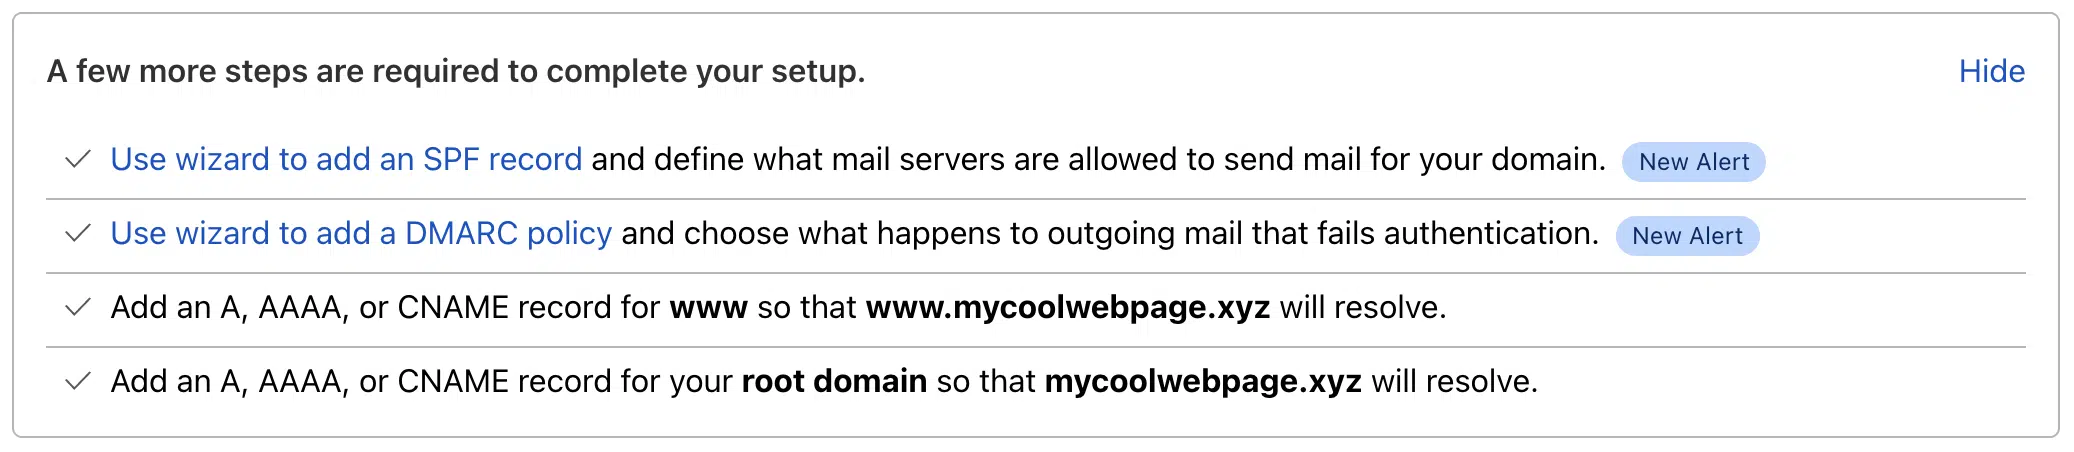 A few more steps are required to complete your setup. Hide
Use wizard to add an SPF record and define what mail servers are allowed to send mail for your domain. New Alert
Use wizard to add a DMARC policy and choose what happens to outgoing mail that fails authentication. New Alert
Add an A, AAAA, or CNAME record for www so that www.mycoolwebpage.xyz will resolve.
Add an A, AAAA, or CNAME record for your root domain so that mycoolwebpage.xyz will resolve.